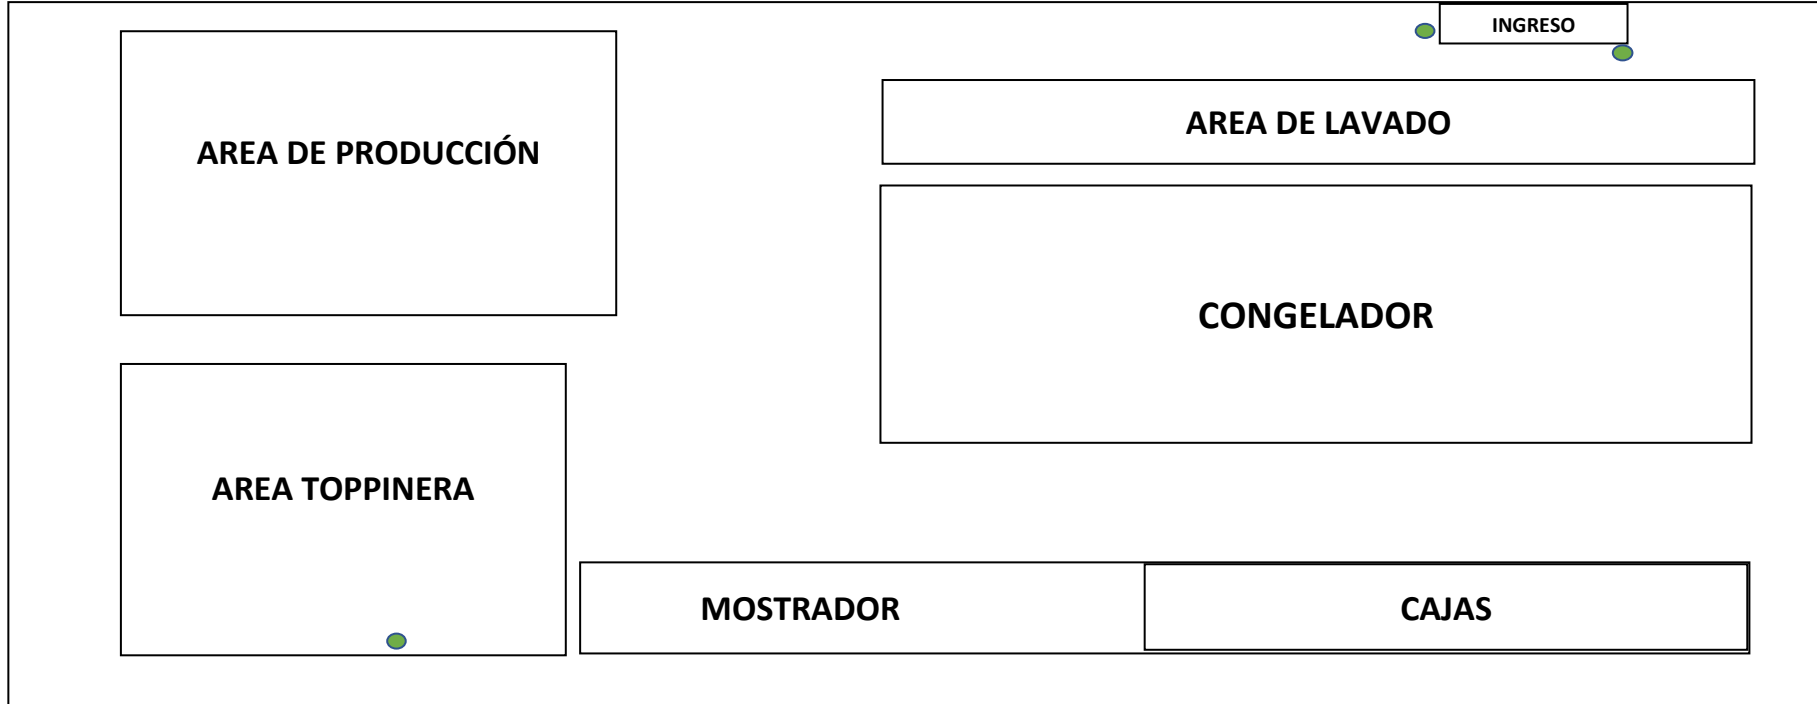 INGRESO
AREA DE LAVADO
AREA DE PRODUCCIÓN
CONGELADOR
AREA TOPPINERA
MOSTRADOR
CAJAS